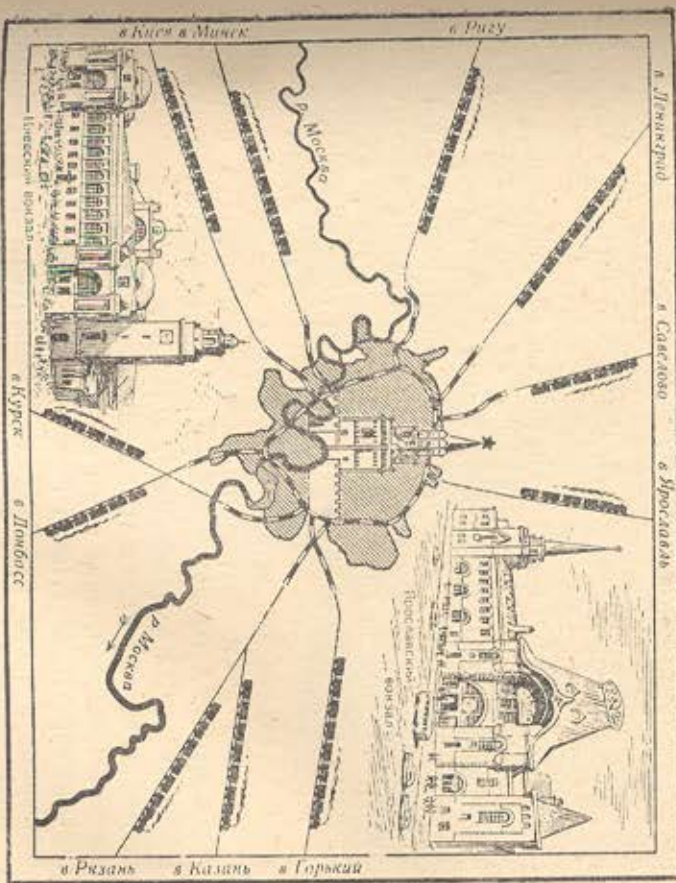 в Киев
в Минск
в Ригу
в Ленинград
в Савелово
в Ярославль
р. Москва
Киевский вокзал
в Курск
в Донбасс
р. Москва
Ярославский
вокзал
в Рязань
в Казань
в Горький